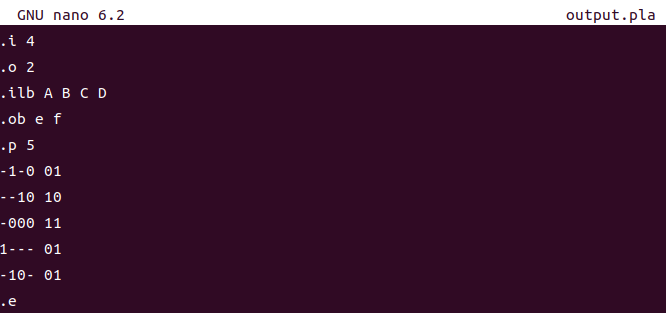 GNU nano 6.2 output.pla
.i 4
.o 2
.ilb A B C D
.ob e f
.p 5
-1-0 01
--10 10
-000 11
1--- 01
-10- 01
.e